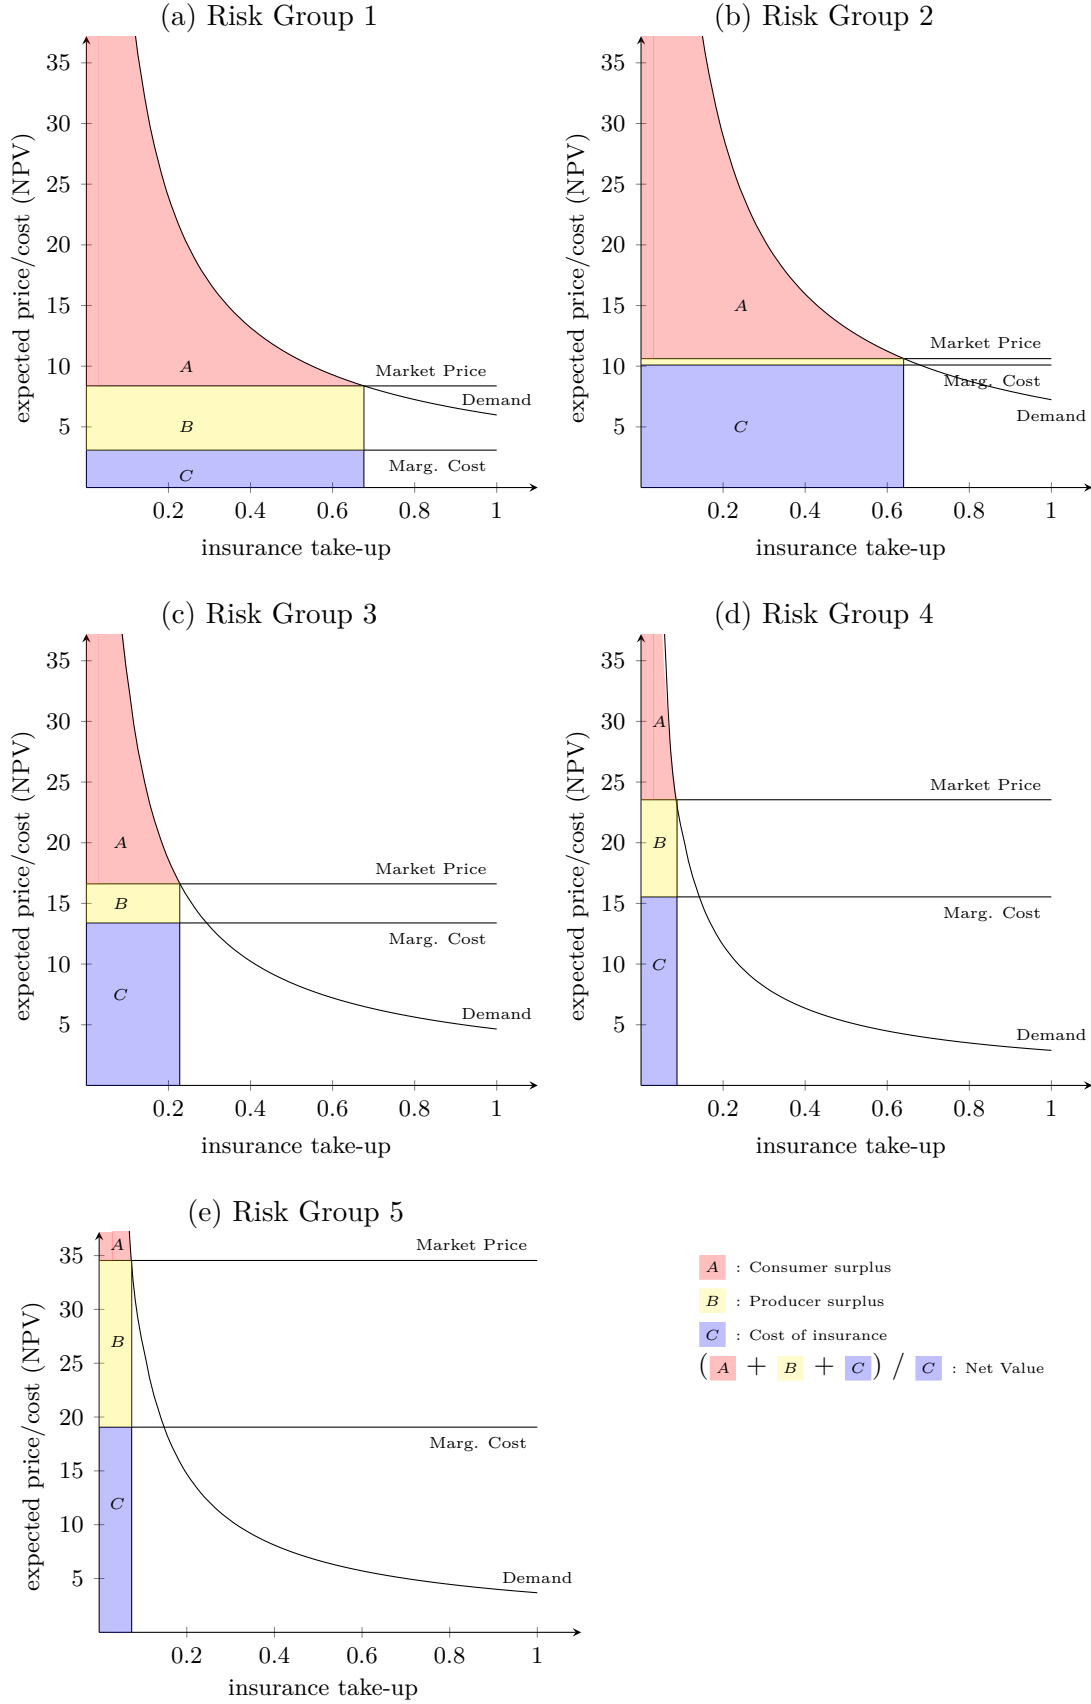 (a) Risk Group 1
35
30
25
20
15
10
5
expected price/cost (NPV)
A
B
C
Market Price
Demand
Marg. Cost
0.2 0.4 0.6 0.8 1
insurance take-up
(b) Risk Group 2
35
30
25
20
15
10
5
expected price/cost (NPV)
A
C
Market Price
Marg. Cost
Demand
0.2 0.4 0.6 0.8 1
insurance take-up
(c) Risk Group 3
35
30
25
20
15
10
5
expected price/cost (NPV)
A
B
C
Market Price
Marg. Cost
Demand
0.2 0.4 0.6 0.8 1
insurance take-up
(d) Risk Group 4
35
30
25
20
15
10
5
expected price/cost (NPV)
A
B
C
Market Price
Marg. Cost
Demand
0.2 0.4 0.6 0.8 1
insurance take-up
(e) Risk Group 5
35
30
25
20
15
10
5
expected price/cost (NPV)
A
B
C
Market Price
Marg. Cost
Demand
0.2 0.4 0.6 0.8 1
insurance take-up
A : Consumer surplus
B : Producer surplus
C : Cost of insurance
(A + B + C) / C : Net Value